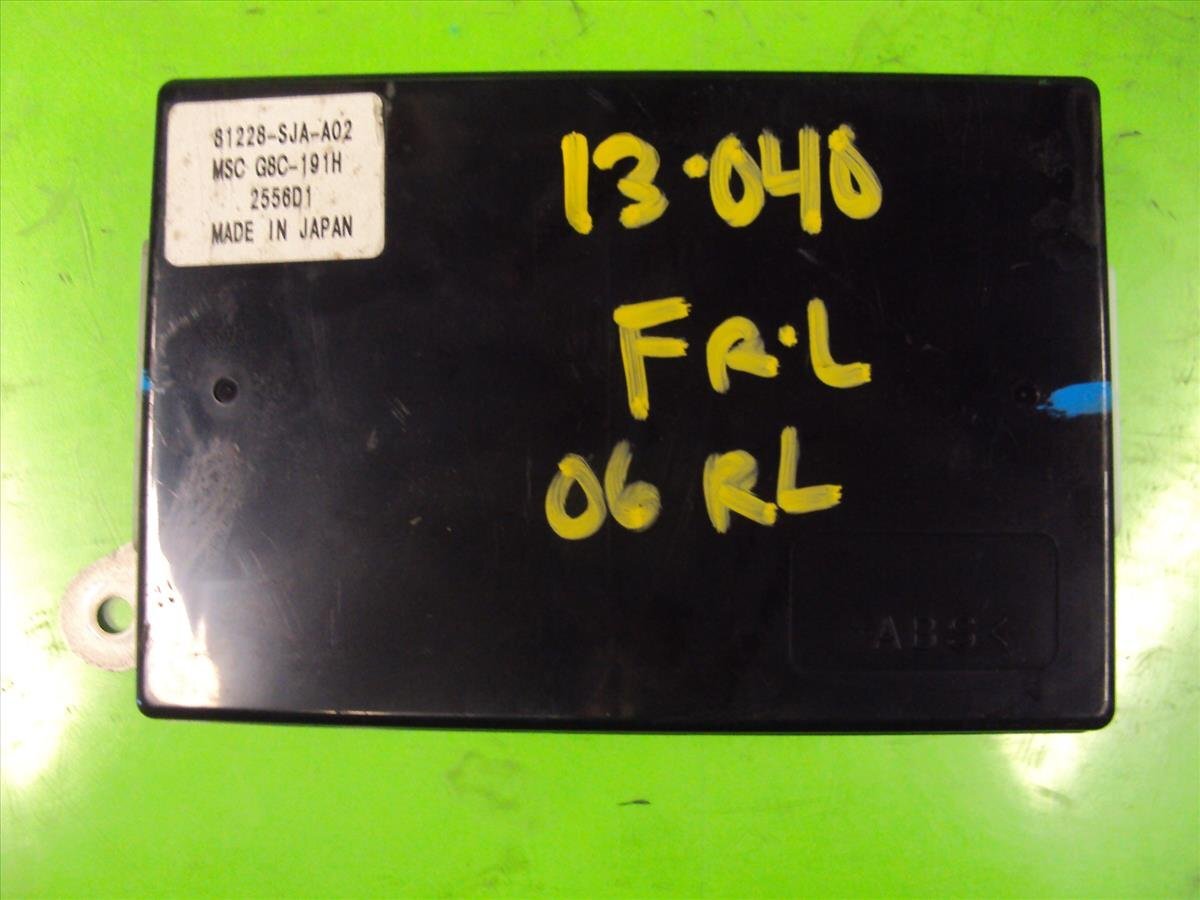 81228-SJA-A02
MSC G8C-191H
2556D1
MADE IN JAPAN
13-040
FR-L
06 RL
ABS<